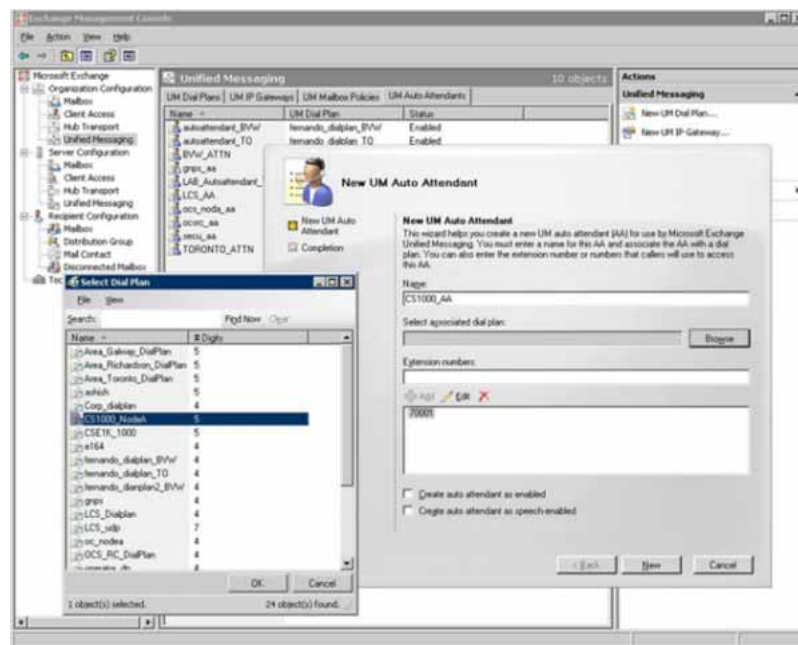 Exchange Management Console
File Action View Help
Microsoft Exchange
Organization Configuration
Mailbox
Client Access
Hub Transport
Unified Messaging
Server Configuration
Mailbox
Client Access
Hub Transport
Unified Messaging
Recipient Configuration
Mailbox
Distribution Group
Mail Contact
Disconnected Mailbox
Unified Messaging 10 objects
UM Dial Plans UM IP Gateways UM Mailbox Policies UM Auto Attendants
Name UM Dial Plan Status
autoattendant_BVW fernando_dialplan_BVW Enabled
autoattendant_TO fernando_dialplan_TO Enabled
BVW_ATTN
gnps_aa
LAB_Autoattendant_
LCS_AA
ocs_noda_aa
ococ_aa
TORONTO_ATTN
Actions
Unified Messaging
New UM Dial Plan...
New UM IP Gateway...
New UM Auto Attendant
New UM Auto Attendant
Completion
New UM Auto Attendant
This wizard helps you create a new UM auto attendant (AA) for use by Microsoft Exchange
Unified Messaging. You must enter a name for this AA and associate the AA with a dial
plan. You can also enter the extension number or numbers that callers will use to access
this AA.
Name:
CS1000_AA
Select associated dial plan:
Browse
Extension numbers:
Add Edit
70001
Create auto attendant as enabled
Create auto attendant as speech-enabled
< Back New Cancel
Select Dial Plan
File View
Search: Find Now Clear
Name # Digits
Area_Galway_DialPlan 5
Area_Richardson_DialPlan 5
Area_Toronto_DialPlan 5
ashish 5
Corp_dialplan 4
CS1000_NodeA 5
CSE1K_1000 5
e164 4
fernando_dialplan_BVW 4
fernando_dialplan_TO 4
fernando_dianplan2_BVW 4
gnps 4
LCS_Dialplan 4
LCS_udp 7
oc_nodea 4
OCS_RC_DialPlan 4
OK Cancel
1 object(s) selected. 24 object(s) found.